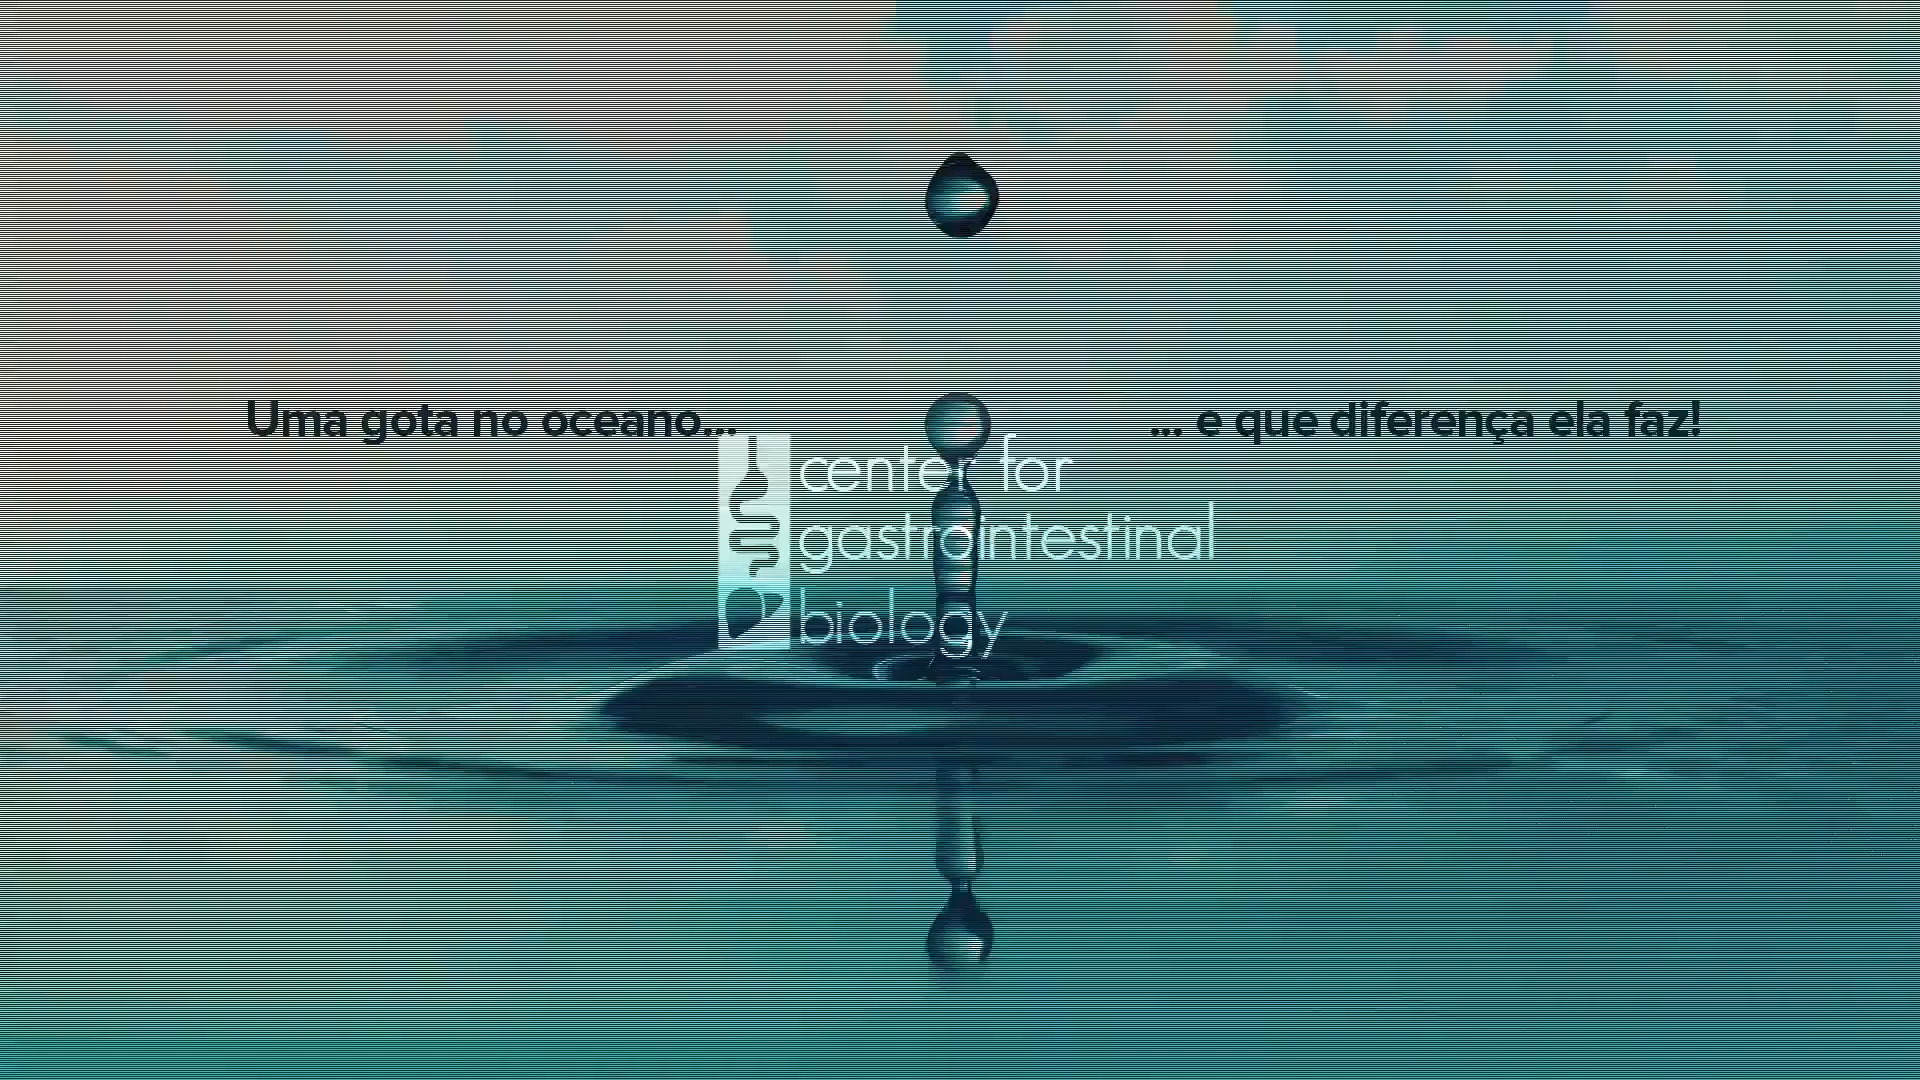 Uma gota no oceano...
... e que diferença ela faz!
center for
gastrointestinal
biology